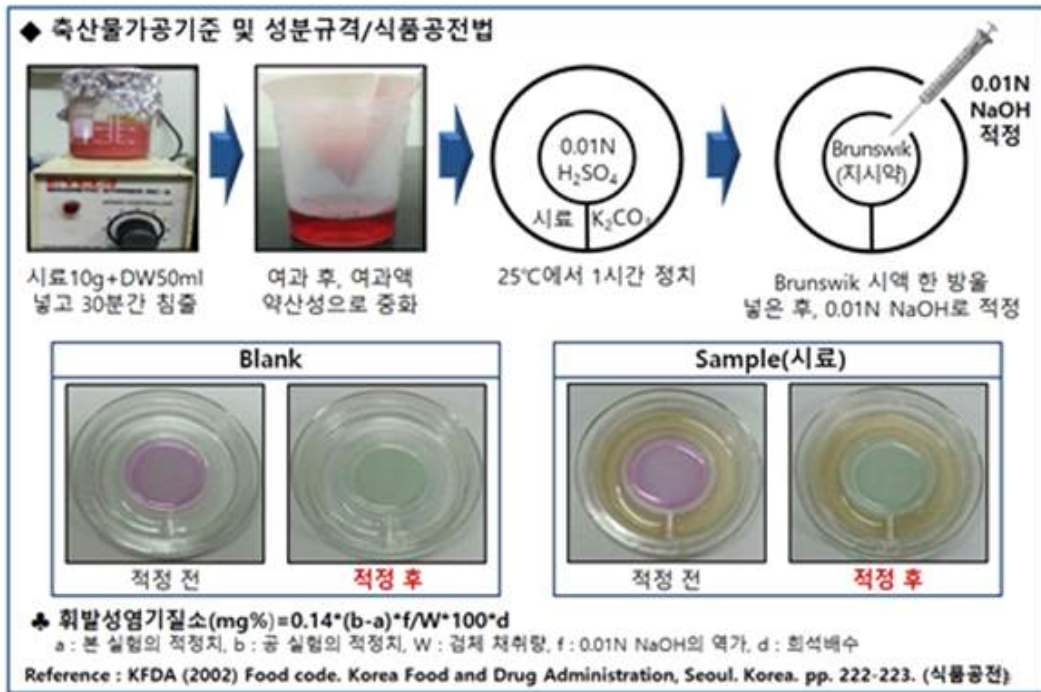 ◆ 축산물가공기준 및 성분규격/식품공전법
0.01N
NaOH
적정
0.01N
H₂SO₄
시료
K₂CO₃
Brunswik
(지시약)
시료10g+DW50ml
넣고 30분간 침출
여과 후, 여과액
약산성으로 중화
25℃에서 1시간 정치
Brunswik 시액 한 방울
넣은 후, 0.01N NaOH로 적정
Blank
Sample(시료)
적정 전
적정 후
적정 전
적정 후
♣ 휘발성염기질소(mg%)=0.14*(b-a)*f/W*100*d
a : 본 실험의 적정치, b : 공 실험의 적정치, W : 검체 채취량, f : 0.01N NaOH의 역가, d : 희석배수
Reference : KFDA (2002) Food code. Korea Food and Drug Administration, Seoul. Korea. pp. 222-223. (식품공전)